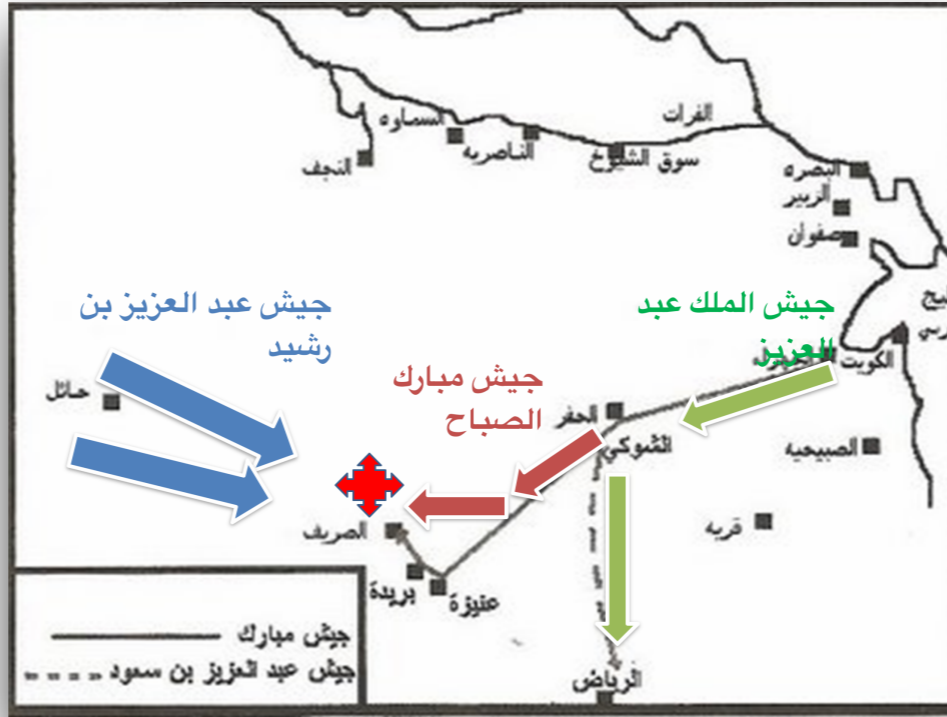 الفرات
السماوه
الناصريه
سوق الشيوخ
النجف
البصره
الزبير
صفوان
جيش عبد العزيز بن
رشيد
جيش الملك عبد
العزيز
الكويت
جيش مبارك
الصباح
حائل
الحفر
الشوكي
الصبيحيه
قريه
الصريف
بريدة
عنيزة
جيش مبارك
جيش عبد العزيز بن سعود
الرياض